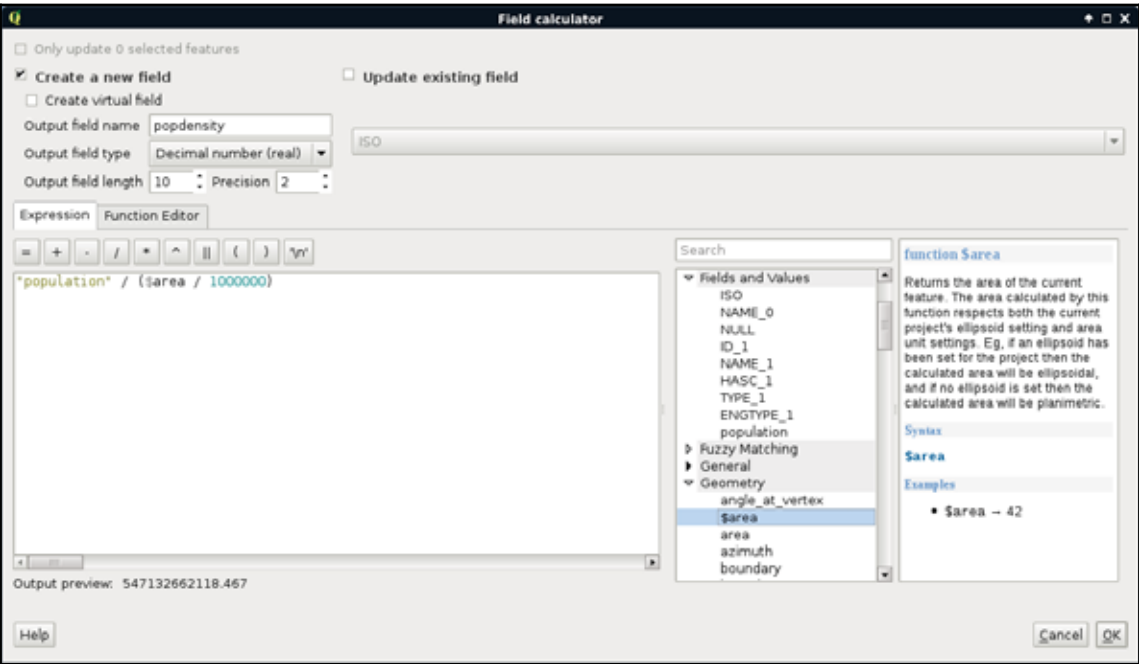 Field calculator
Only update 0 selected features
Create a new field
Update existing field
Create virtual field
Output field name popdensity
ISO
Output field type Decimal number (real)
Output field length 10 Precision 2
Expression Function Editor
= + - / * ^ || ( ) '\n'
"population" / ($area / 1000000)
Output preview: 547132662118.467
Search
Fields and Values
ISO
NAME_0
NULL
ID_1
NAME_1
HASC_1
TYPE_1
ENGTYPE_1
population
Fuzzy Matching
General
Geometry
angle_at_vertex
$area
area
azimuth
boundary
function $area
Returns the area of the current
feature. The area calculated by this
function respects both the current
project's ellipsoid setting and area
unit settings. Eg, if an ellipsoid has
been set for the project then the
calculated area will be ellipsoidal,
and if no ellipsoid is set then the
calculated area will be planimetric.
Syntax
$area
Examples
• $area → 42
Help
Cancel OK